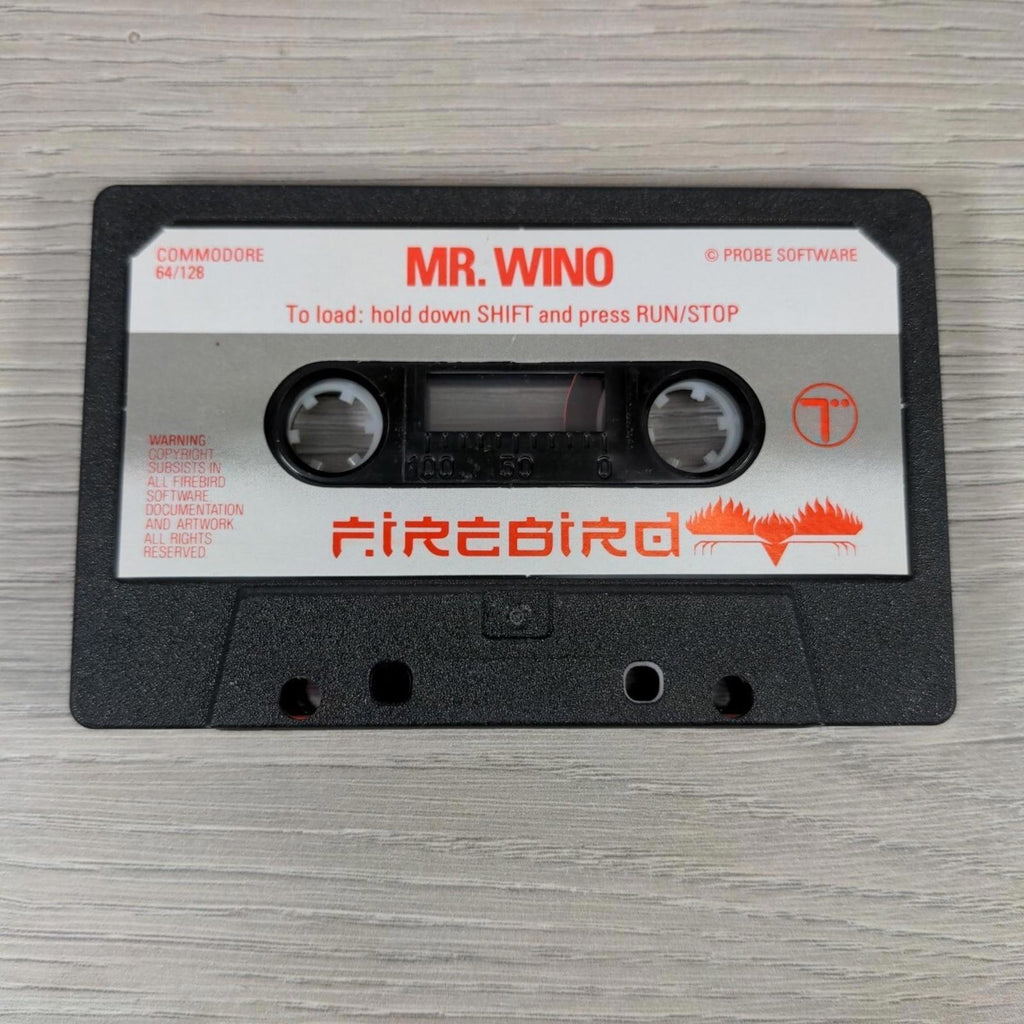 COMMODORE
64/128
MR. WINO
© PROBE SOFTWARE
To load: hold down SHIFT and press RUN/STOP
100 50 0
WARNING
COPYRIGHT
SUBSISTS IN
ALL FIREBIRD
SOFTWARE
DOCUMENTATION
AND ARTWORK
ALL RIGHTS
RESERVED
FIREBIRD